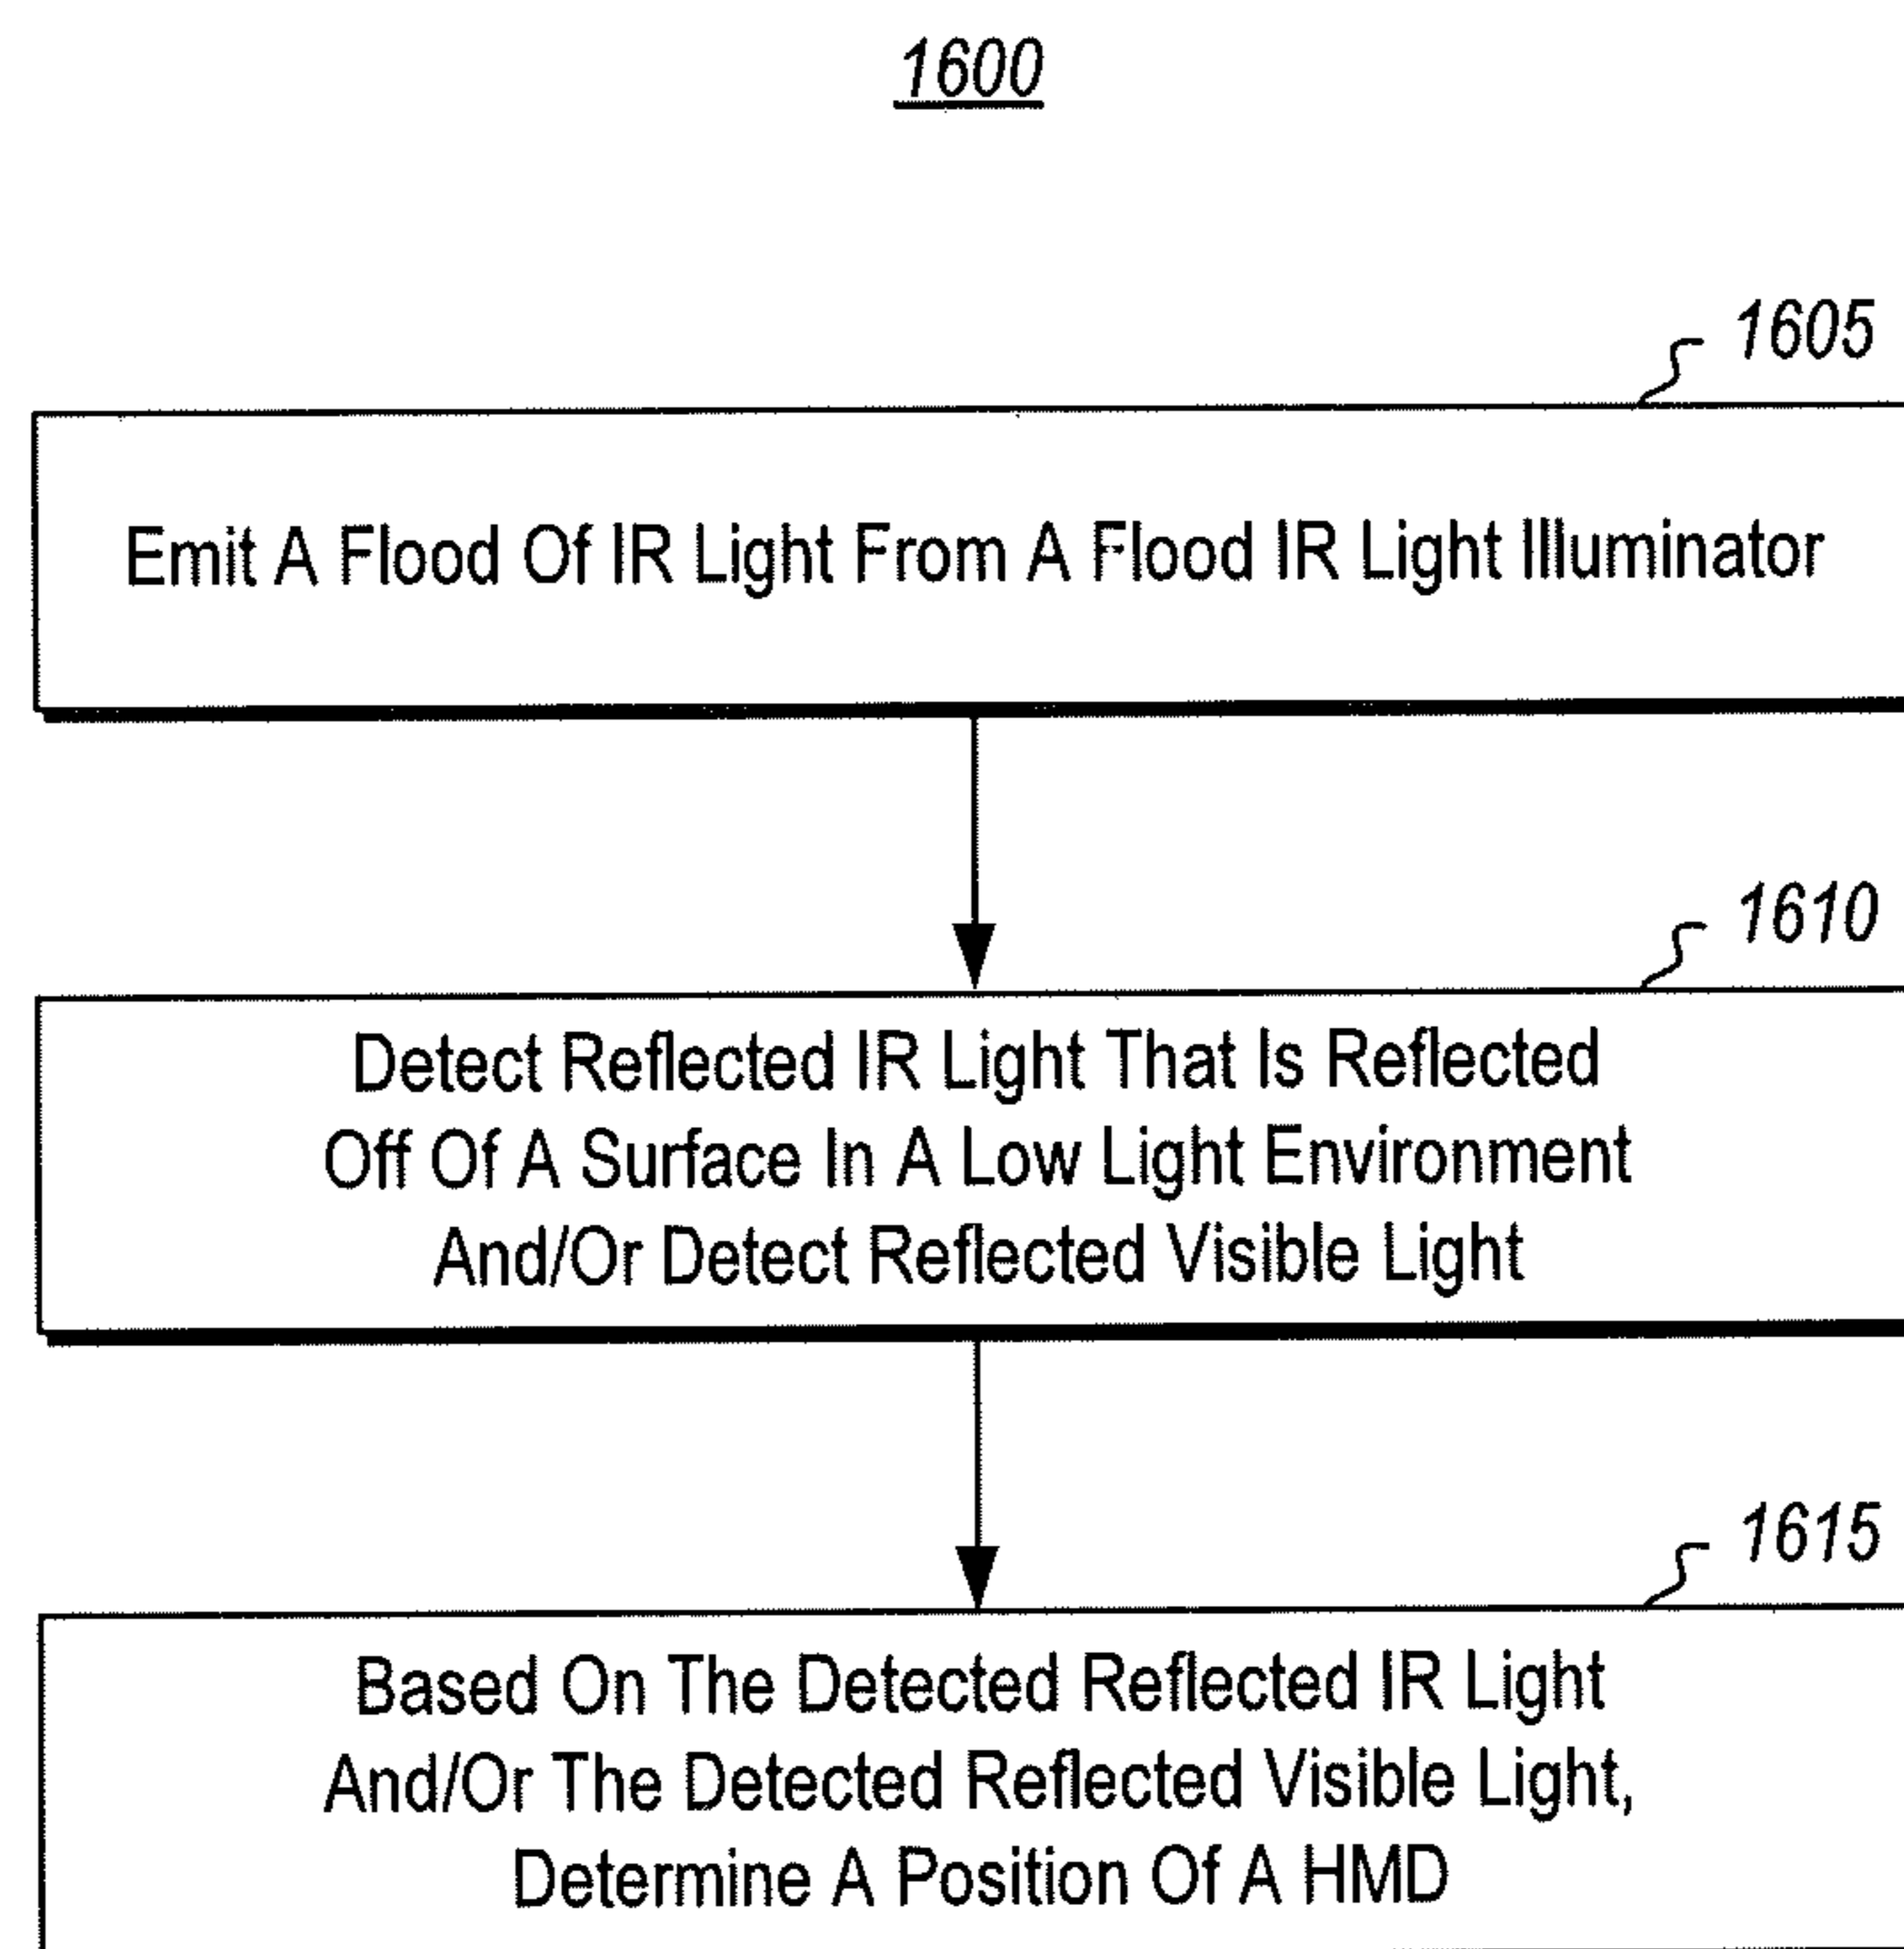 1600
1605
Emit A Flood Of IR Light From A Flood IR Light Illuminator
1610
Detect Reflected IR Light That Is Reflected
Off Of A Surface In A Low Light Environment
And/Or Detect Reflected Visible Light
1615
Based On The Detected Reflected IR Light
And/Or The Detected Reflected Visible Light,
Determine A Position Of A HMD